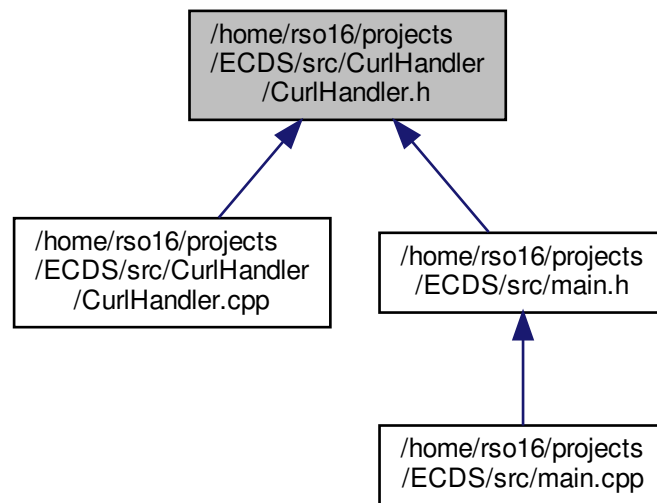 /home/rso16/projects
/ECDS/src/CurlHandler
/CurlHandler.h
/home/rso16/projects
/ECDS/src/CurlHandler
/CurlHandler.cpp
/home/rso16/projects
/ECDS/src/main.h
/home/rso16/projects
/ECDS/src/main.cpp